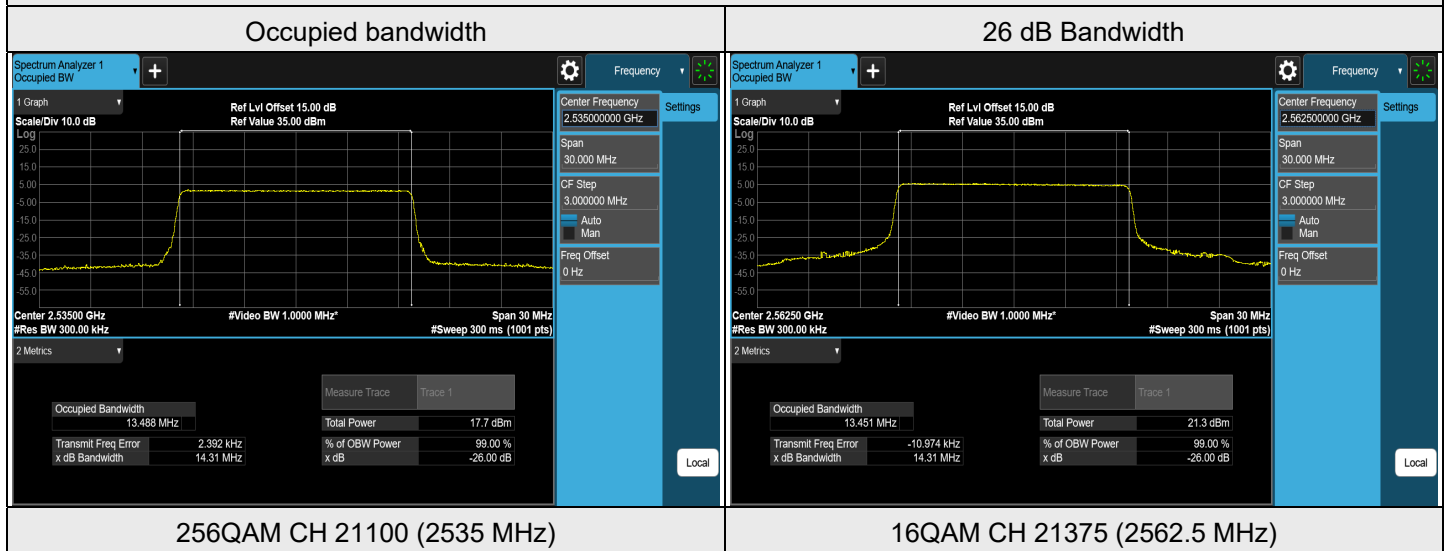 Occupied bandwidth
26 dB Bandwidth
Spectrum Analyzer 1
Occupied BW
+
Frequency
1 Graph
Scale/Div 10.0 dB
Ref Lvl Offset 15.00 dB
Ref Value 35.00 dBm
Log
25.0
15.0
5.00
-5.00
-15.0
-25.0
-35.0
-45.0
-55.0
Center 2.53500 GHz
#Video BW 1.0000 MHz*
Span 30 MHz
#Res BW 300.00 kHz
#Sweep 300 ms (1001 pts)
Center Frequency
2.535000000 GHz
Settings
Span
30.000 MHz
CF Step
3.000000 MHz
Auto
Man
Freq Offset
0 Hz
Local
2 Metrics
Measure Trace Trace 1
Occupied Bandwidth
13.488 MHz
Total Power 17.7 dBm
Transmit Freq Error 2.392 kHz
% of OBW Power 99.00 %
x dB Bandwidth 14.31 MHz
x dB -26.00 dB
Spectrum Analyzer 1
Occupied BW
+
Frequency
1 Graph
Scale/Div 10.0 dB
Ref Lvl Offset 15.00 dB
Ref Value 35.00 dBm
Log
25.0
15.0
5.00
-5.00
-15.0
-25.0
-35.0
-45.0
-55.0
Center 2.56250 GHz
#Video BW 1.0000 MHz*
Span 30 MHz
#Res BW 300.00 kHz
#Sweep 300 ms (1001 pts)
Center Frequency
2.562500000 GHz
Settings
Span
30.000 MHz
CF Step
3.000000 MHz
Auto
Man
Freq Offset
0 Hz
Local
2 Metrics
Measure Trace Trace 1
Occupied Bandwidth
13.451 MHz
Total Power 21.3 dBm
Transmit Freq Error -10.974 kHz
% of OBW Power 99.00 %
x dB Bandwidth 14.31 MHz
x dB -26.00 dB
256QAM CH 21100 (2535 MHz)
16QAM CH 21375 (2562.5 MHz)